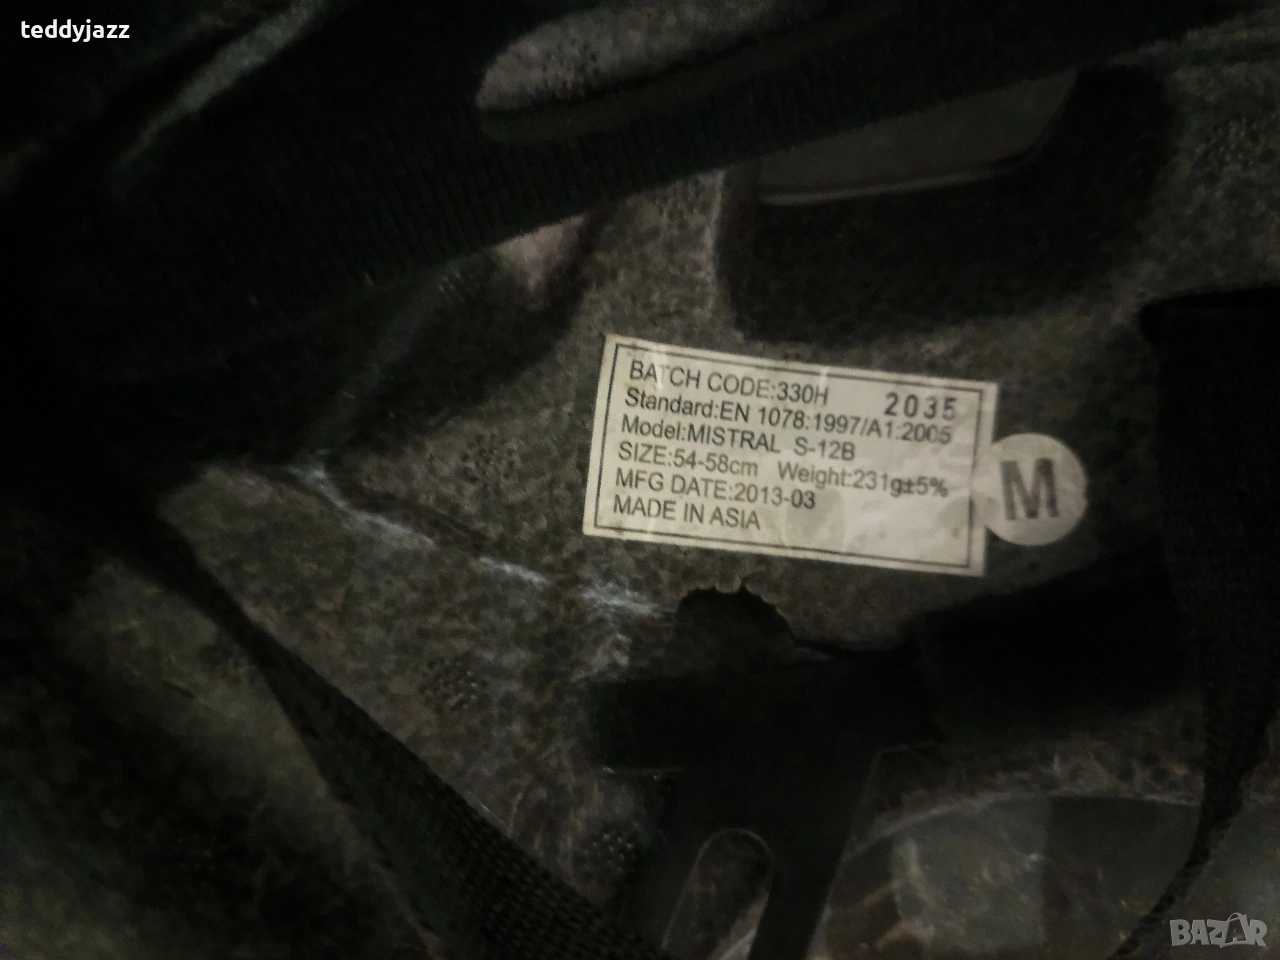 teddyjazz
BATCH CODE:330H 2035
Standard:EN 1078:1997/A1:2005
Model:MISTRAL S-12B
SIZE:54-58cm Weight:231g±5%
MFG DATE:2013-03
MADE IN ASIA
M
BAZAR